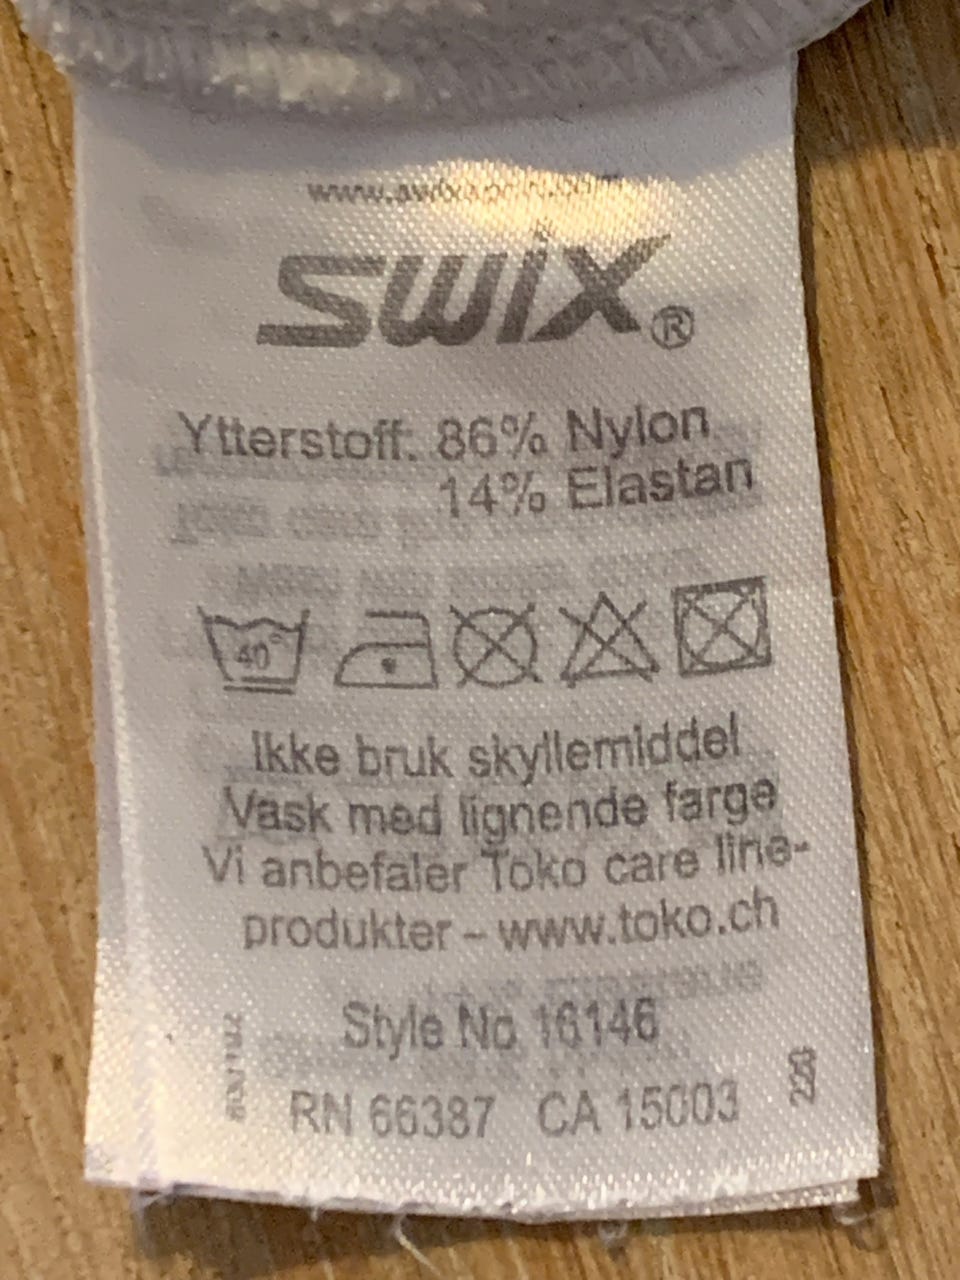 swix®
Ytterstoff: 86% Nylon
14% Elastan
40°
Ikke bruk skyllemiddel
Vask med lignende farge
Vi anbefaler Toko care line-
produkter – www.toko.ch
Style No 16146
RN 66387 CA 15003